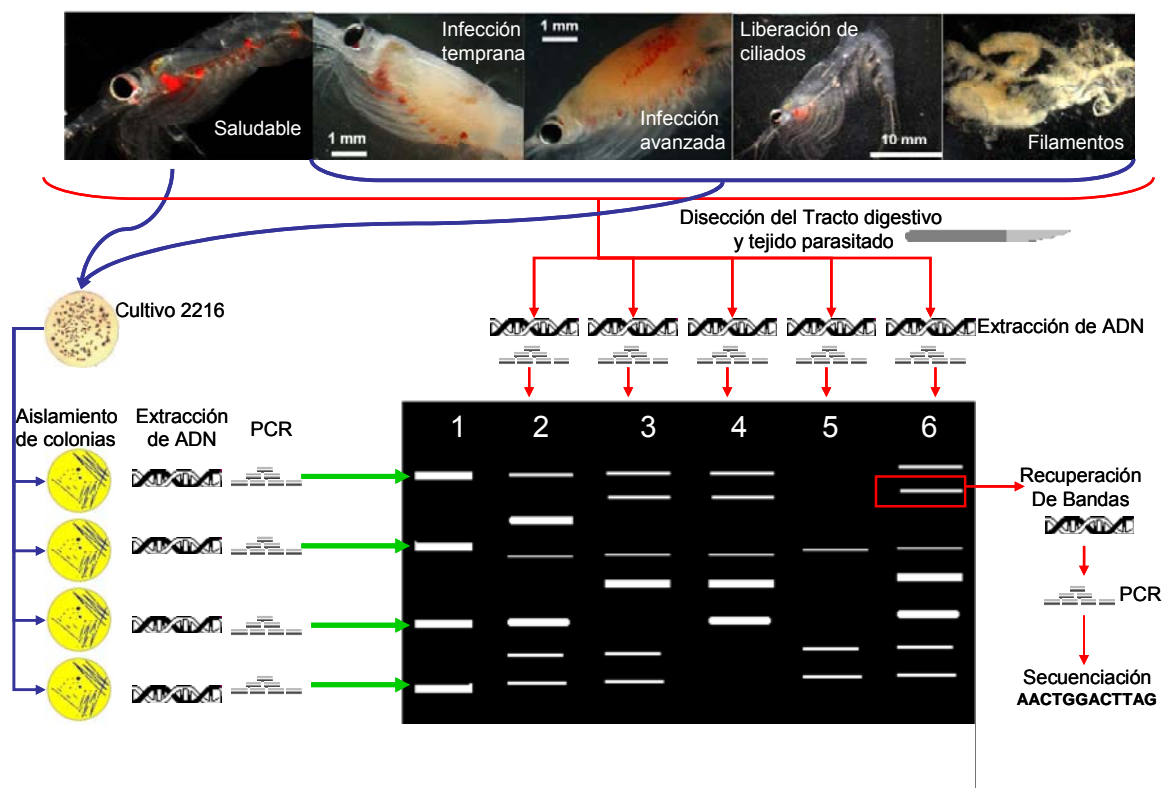 Saludable
Infección
temprana
1 mm
1 mm
Infección
avanzada
Liberación de
ciliados
10 mm
Filamentos
Disección del Tracto digestivo
y tejido parasitado
Cultivo 2216
Extracción de ADN
Aislamiento
de colonias
Extracción
de ADN
PCR
1 2 3 4 5 6
Recuperación
De Bandas
PCR
Secuenciación
AACTGGACTTAG